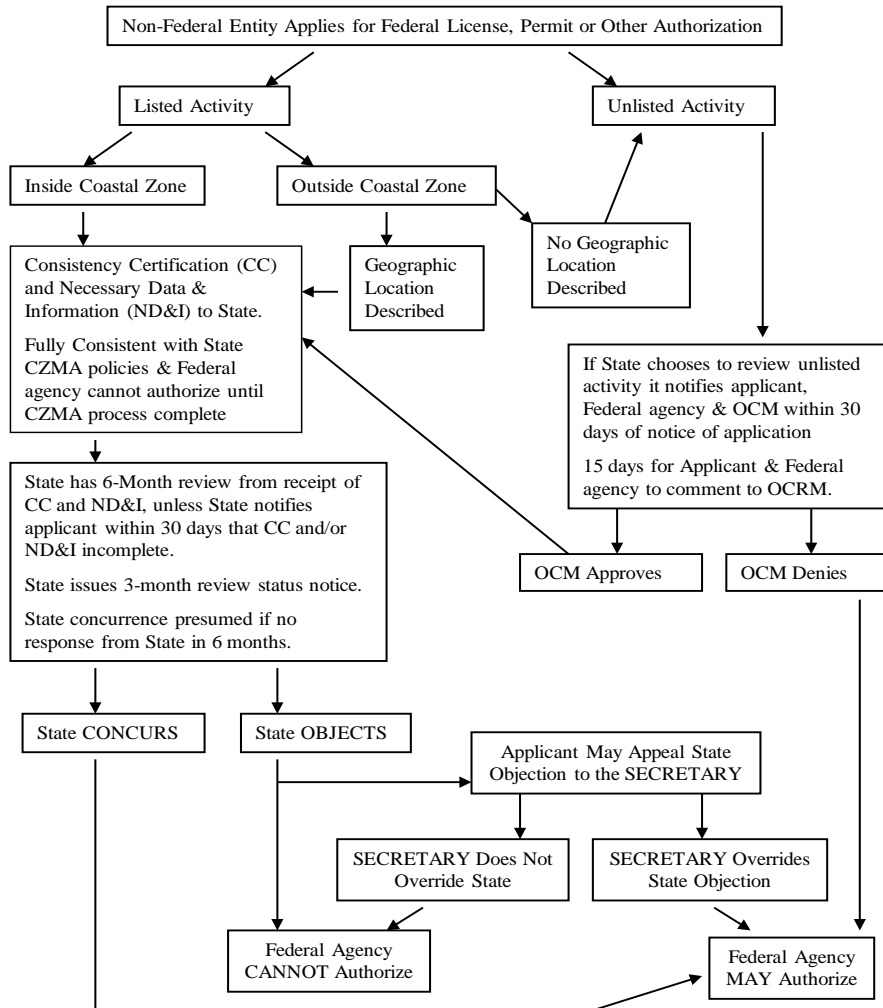 Non-Federal Entity Applies for Federal License, Permit or Other Authorization
Listed Activity
Unlisted Activity
Inside Coastal Zone
Outside Coastal Zone
No Geographic
Location
Described
Consistency Certification (CC)
and Necessary Data &
Information (ND&I) to State.
Fully Consistent with State
CZMA policies & Federal
agency cannot authorize until
CZMA process complete
Geographic
Location
Described
If State chooses to review unlisted
activity it notifies applicant,
Federal agency & OCM within 30
days of notice of application
15 days for Applicant & Federal
agency to comment to OCRM.
State has 6-Month review from receipt of
CC and ND&I, unless State notifies
applicant within 30 days that CC and/or
ND&I incomplete.
State issues 3-month review status notice.
State concurrence presumed if no
response from State in 6 months.
OCM Approves
OCM Denies
State CONCURS
State OBJECTS
Applicant May Appeal State
Objection to the SECRETARY
SECRETARY Does Not
Override State
SECRETARY Overrides
State Objection
Federal Agency
CANNOT Authorize
Federal Agency
MAY Authorize